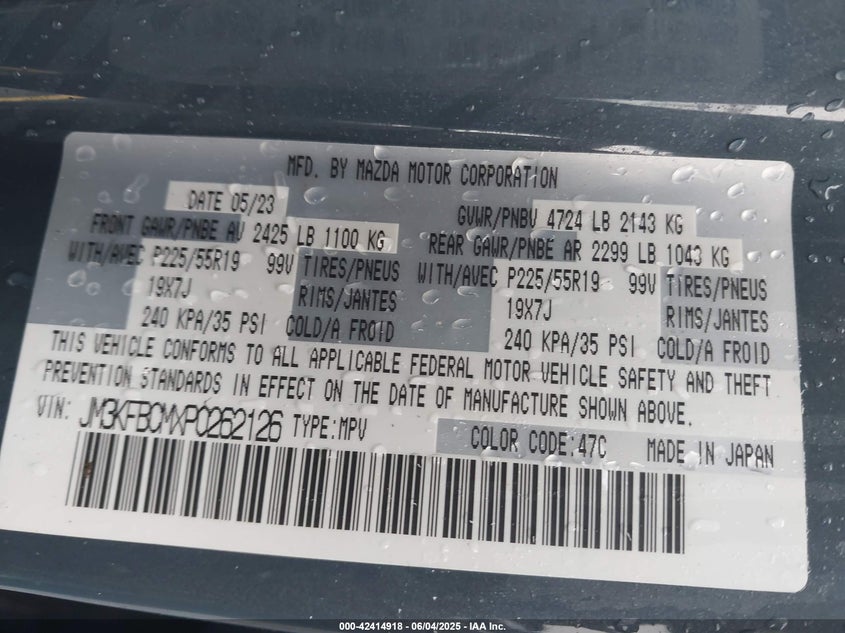 MFD. BY MAZDA MOTOR CORPORATION
DATE 05/23
GVWR/PNBV 4724 LB 2143 KG
FRONT GAWR/PNBE AV 2425 LB 1100 KG
REAR GAWR/PNBE AR 2299 LB 1043 KG
WITH/AVEC P225/55R19 99V TIRES/PNEUS
19X7J RIMS/JANTES
240 KPA/35 PSI COLD/A FROID
WITH/AVEC P225/55R19 99V TIRES/PNEUS
19X7J RIMS/JANTES
240 KPA/35 PSI COLD/A FROID
THIS VEHICLE CONFORMS TO ALL APPLICABLE FEDERAL MOTOR VEHICLE SAFETY AND THEFT
PREVENTION STANDARDS IN EFFECT ON THE DATE OF MANUFACTURE SHOWN ABOVE.
VIN: JM3KFBCMXP0262126 TYPE:MPV
COLOR CODE:47C MADE IN JAPAN
000-42414918 - 06/04/2025 - IAA Inc.